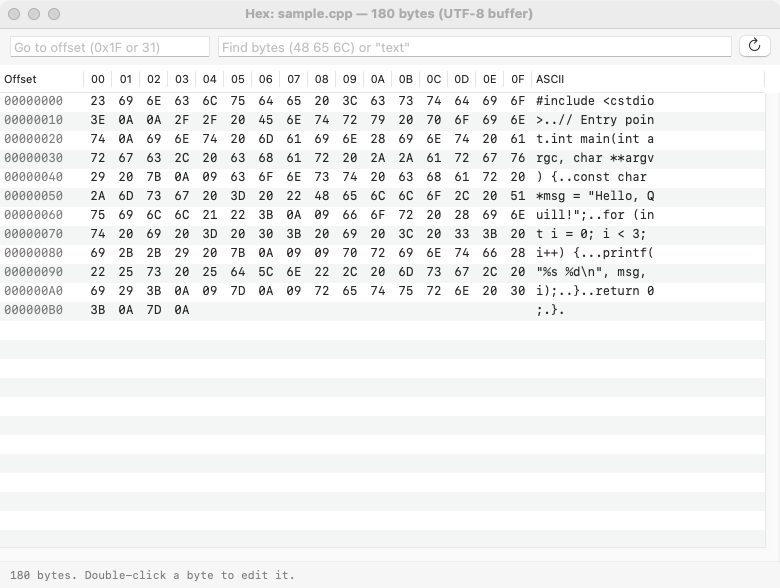 Hex: sample.cpp — 180 bytes (UTF-8 buffer)
Go to offset (0x1F or 31) Find bytes (48 65 6C) or "text"
Offset 00 01 02 03 04 05 06 07 08 09 0A 0B 0C 0D 0E 0F ASCII
00000000 23 69 6E 63 6C 75 64 65 20 3C 63 73 74 64 69 6F #include <cstdio
00000010 3E 0A 0A 2F 2F 20 45 6E 74 72 79 20 70 6F 69 6E >..// Entry poin
00000020 74 0A 69 6E 74 20 6D 61 69 6E 28 69 6E 74 20 61 t.int main(int a
00000030 72 67 63 2C 20 63 68 61 72 20 2A 2A 61 72 67 76 rgc, char **argv
00000040 29 20 7B 0A 09 63 6F 6E 73 74 20 63 68 61 72 20 ) {..const char
00000050 2A 6D 73 67 20 3D 20 22 48 65 6C 6C 6F 2C 20 51 *msg = "Hello, Q
00000060 75 69 6C 6C 21 22 3B 0A 09 66 6F 72 20 28 69 6E uill!";..for (in
00000070 74 20 69 20 3D 20 30 3B 20 69 20 3C 20 33 3B 20 t i = 0; i < 3;
00000080 69 2B 2B 29 20 7B 0A 09 09 70 72 69 6E 74 66 28 i++) {...printf(
00000090 22 25 73 20 25 64 5C 6E 22 2C 20 6D 73 67 2C 20 "%s %d\n", msg,
000000A0 69 29 3B 0A 09 7D 0A 09 72 65 74 75 72 6E 20 30 i);..}..return 0
000000B0 3B 0A 7D 0A ;.}.
180 bytes. Double-click a byte to edit it.